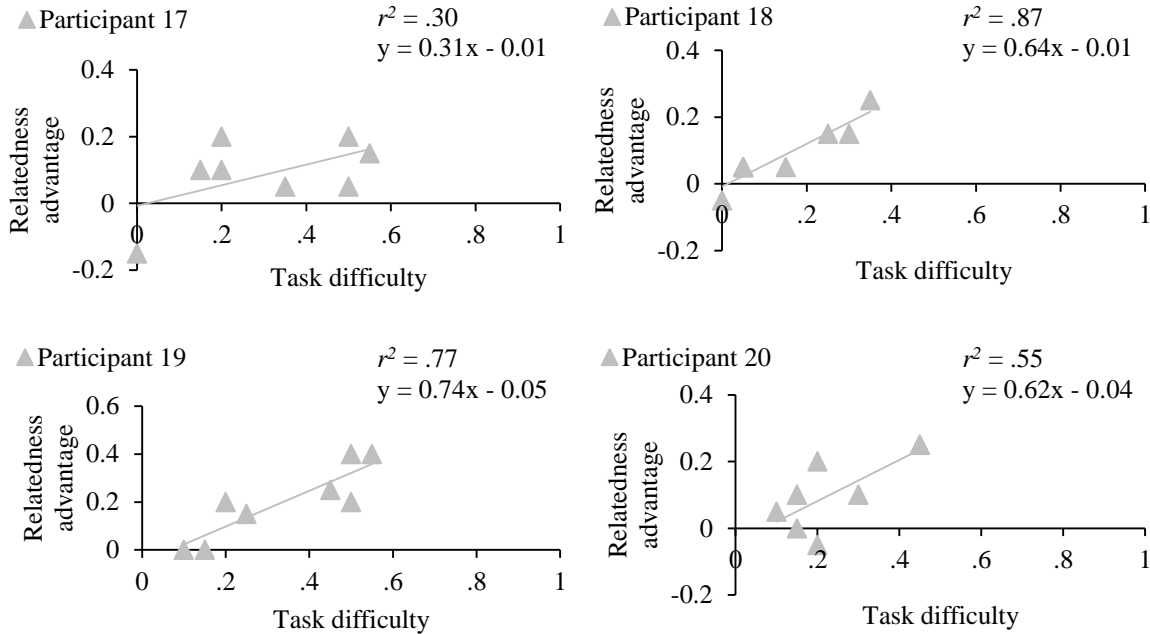 Participant 17
r² = .30
y = 0.31x - 0.01
0.4
0.2
0
-0.2
Relatedness
advantage
0 .2 .4 .6 .8 1
Task difficulty
Participant 18
r² = .87
y = 0.64x - 0.01
0.4
0.2
0
-0.2
Relatedness
advantage
0 .2 .4 .6 .8 1
Task difficulty
Participant 19
r² = .77
y = 0.74x - 0.05
0.6
0.4
0.2
0
Relatedness
advantage
0 .2 .4 .6 .8 1
Task difficulty
Participant 20
r² = .55
y = 0.62x - 0.04
0.4
0.2
0
-0.2
Relatedness
advantage
0 .2 .4 .6 .8 1
Task difficulty